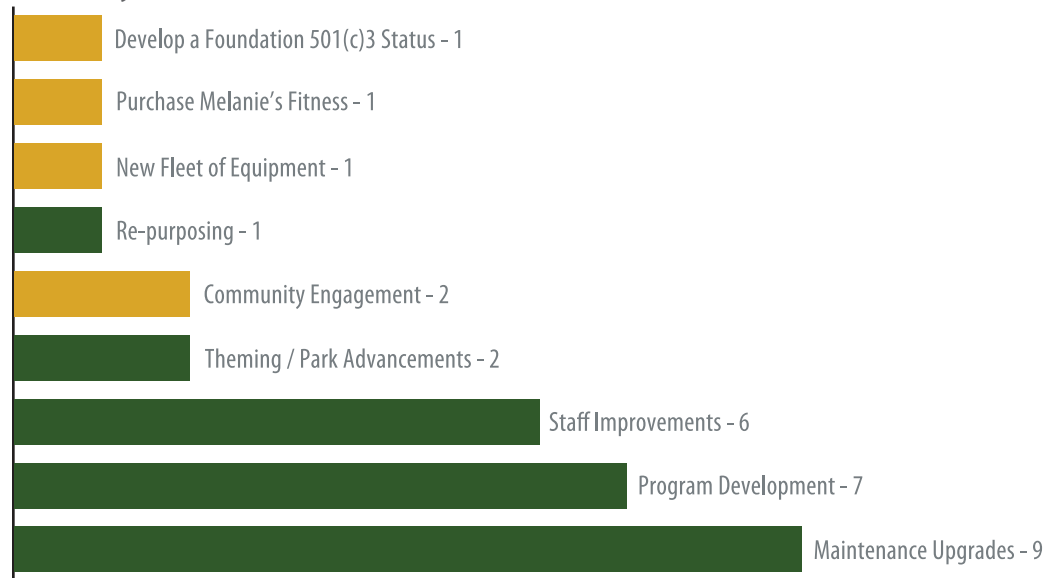 Develop a Foundation 501(c)3 Status - 1
Purchase Melanie's Fitness - 1
New Fleet of Equipment - 1
Re-purposing - 1
Community Engagement - 2
Theming / Park Advancements - 2
Staff Improvements - 6
Program Development - 7
Maintenance Upgrades - 9